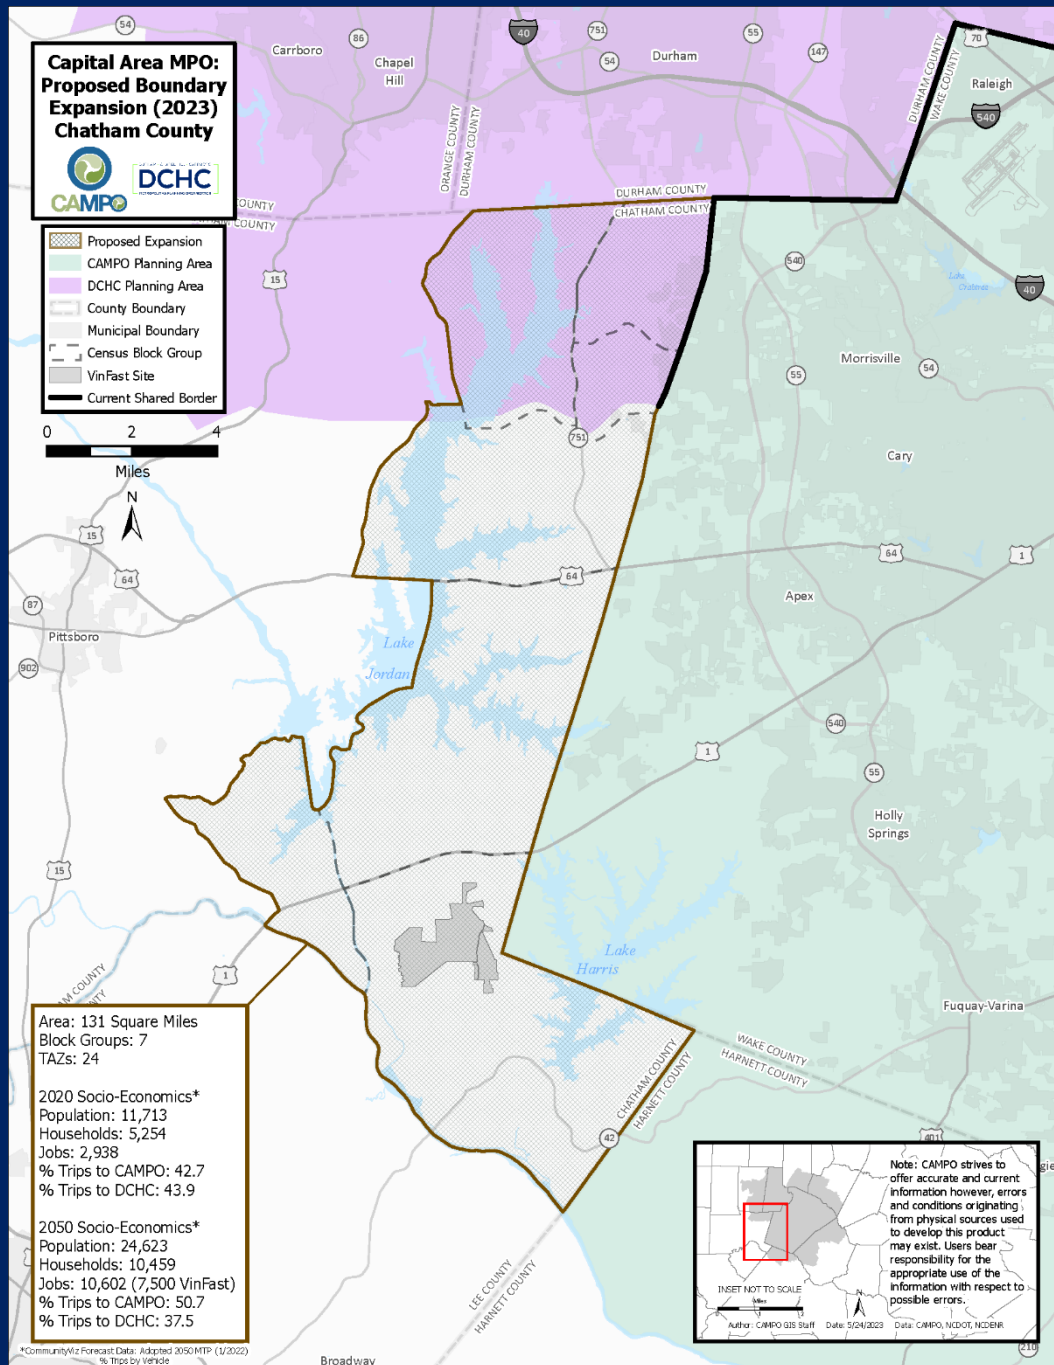 Capital Area MPO:
Proposed Boundary
Expansion (2023)
Chatham County
CAMPO
DCHC
Proposed Expansion
CAMPO Planning Area
DCHC Planning Area
County Boundary
Municipal Boundary
Census Block Group
VinFast Site
Current Shared Border
0 2 4
Miles
N
54
Carrboro
86
Chapel
Hill
40
751
54
Durham
55
147
70
Raleigh
540
DURHAM COUNTY
WAKE COUNTY
ORANGE COUNTY
DURHAM COUNTY
DURHAM COUNTY
CHATHAM COUNTY
COUNTY
COUNTY
15
540
Lake
Crabtree
40
Morrisville
54
55
751
Cary
15
64
87
Pittsboro
902
64
64
1
Apex
Lake
Jordan
540
1
55
Holly
Springs
15
1
Lake
Harris
Fuquay-Varina
WAKE COUNTY
HARNETT COUNTY
CHATHAM COUNTY
HARNETT COUNTY
42
401
AM COUNTY
LEE COUNTY
HARNETT COUNTY
Broadway
210
Area: 131 Square Miles
Block Groups: 7
TAZs: 24
2020 Socio-Economics*
Population: 11,713
Households: 5,254
Jobs: 2,938
% Trips to CAMPO: 42.7
% Trips to DCHC: 43.9
2050 Socio-Economics*
Population: 24,623
Households: 10,459
Jobs: 10,602 (7,500 VinFast)
% Trips to CAMPO: 50.7
% Trips to DCHC: 37.5
*CommunityViz Forecast Data: Adopted 2050 MTP (1/2022)
% Trips by Vehicle
Note: CAMPO strives to
offer accurate and current
information however, errors
and conditions originating
from physical sources used
to develop this product
may exist. Users bear
responsibility for the
appropriate use of the
information with respect to
possible errors.
INSET NOT TO SCALE
Miles
N
Author: CAMPO GIS Staff Date: 5/24/2023 Data: CAMPO, NCDOT, NCDENR